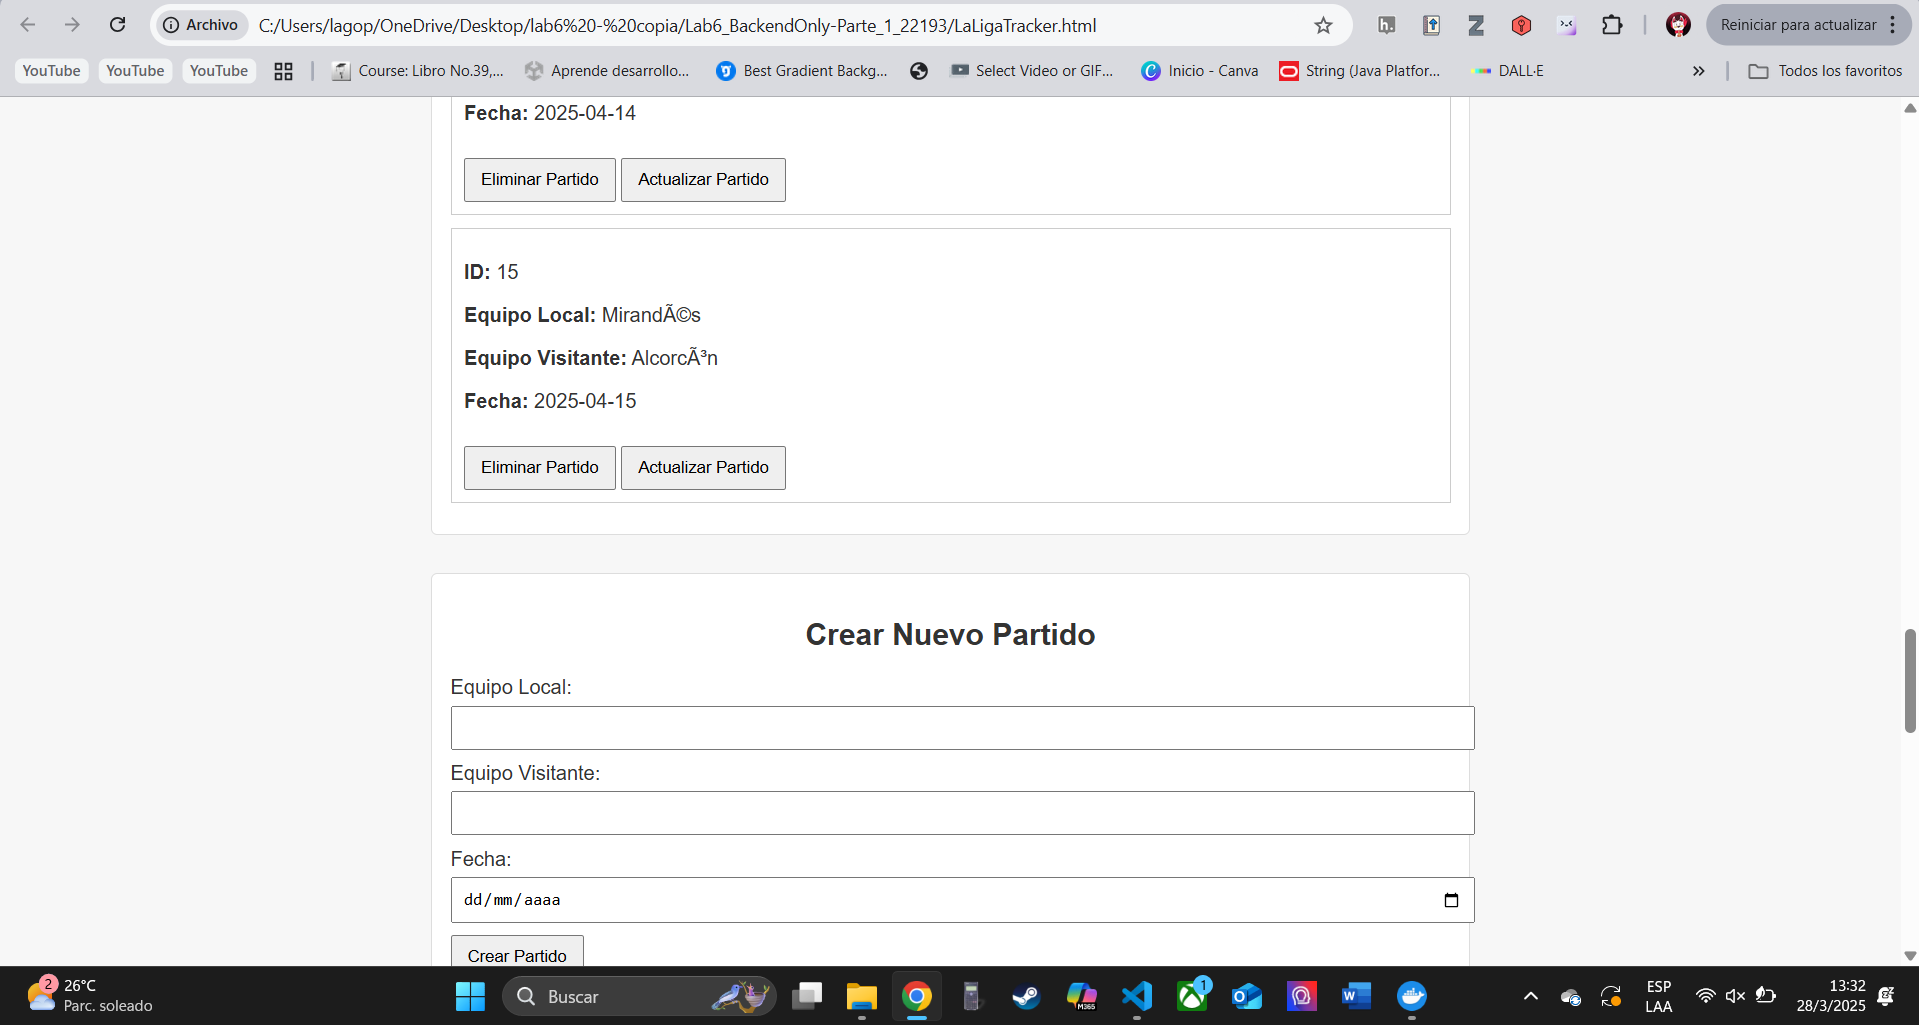 Archivo
C:/Users/lagop/OneDrive/Desktop/lab6%20-%20copia/Lab6_BackendOnly-Parte_1_22193/LaLigaTracker.html
Reiniciar para actualizar
YouTube YouTube YouTube Course: Libro No.39,... Aprende desarrollo... Best Gradient Backg... Select Video or GIF... Inicio - Canva String (Java Platfor... DALL·E Todos los favoritos
Fecha: 2025-04-14
Eliminar Partido Actualizar Partido
ID: 15
Equipo Local: MirandÃ©s
Equipo Visitante: AlcorcÃ³n
Fecha: 2025-04-15
Eliminar Partido Actualizar Partido
Crear Nuevo Partido
Equipo Local:
Equipo Visitante:
Fecha:
dd/mm/aaaa
Crear Partido
2
26°C
Parc. soleado
Buscar
M365
1
ESP
LAA
13:32
28/3/2025